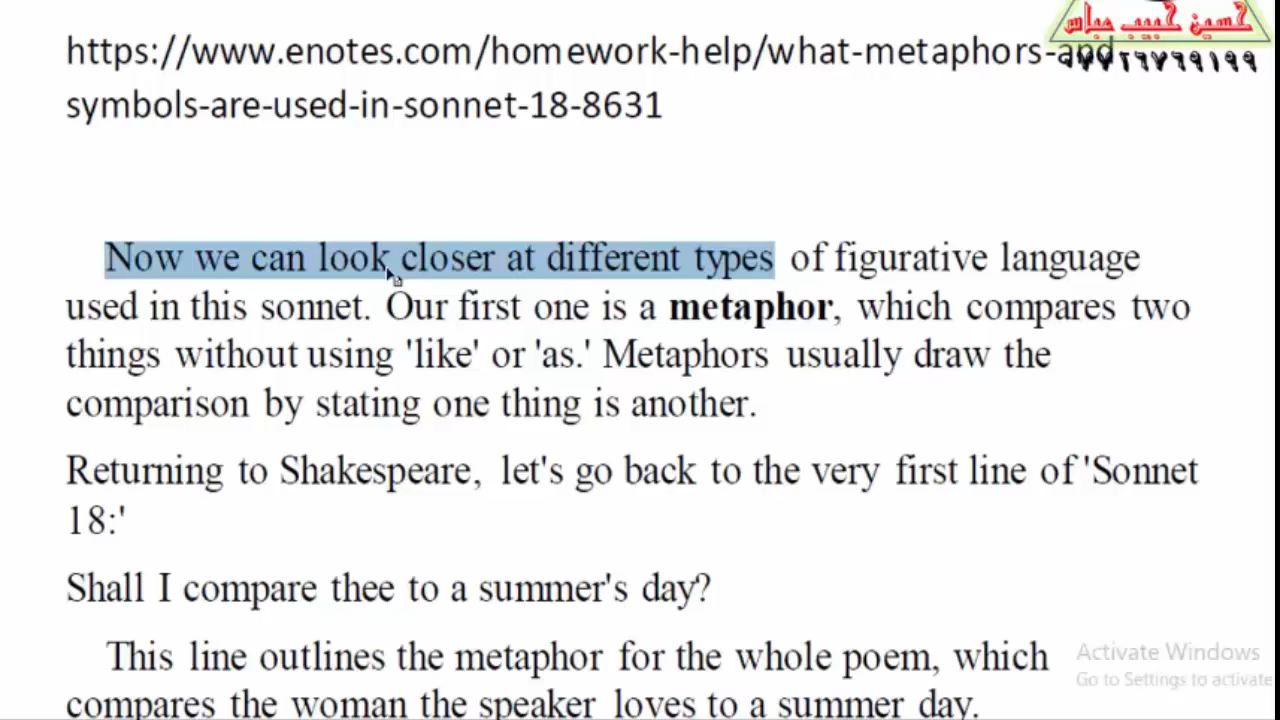 حسين حبيب عباس
https://www.enotes.com/homework-help/what-metaphors-and-
symbols-are-used-in-sonnet-18-8631
Now we can look closer at different types of figurative language
used in this sonnet. Our first one is a metaphor, which compares two
things without using 'like' or 'as.' Metaphors usually draw the
comparison by stating one thing is another.
Returning to Shakespeare, let's go back to the very first line of 'Sonnet
18:'
Shall I compare thee to a summer's day?
This line outlines the metaphor for the whole poem, which
compares the woman the speaker loves to a summer day.
Activate Windows
Go to Settings to activate